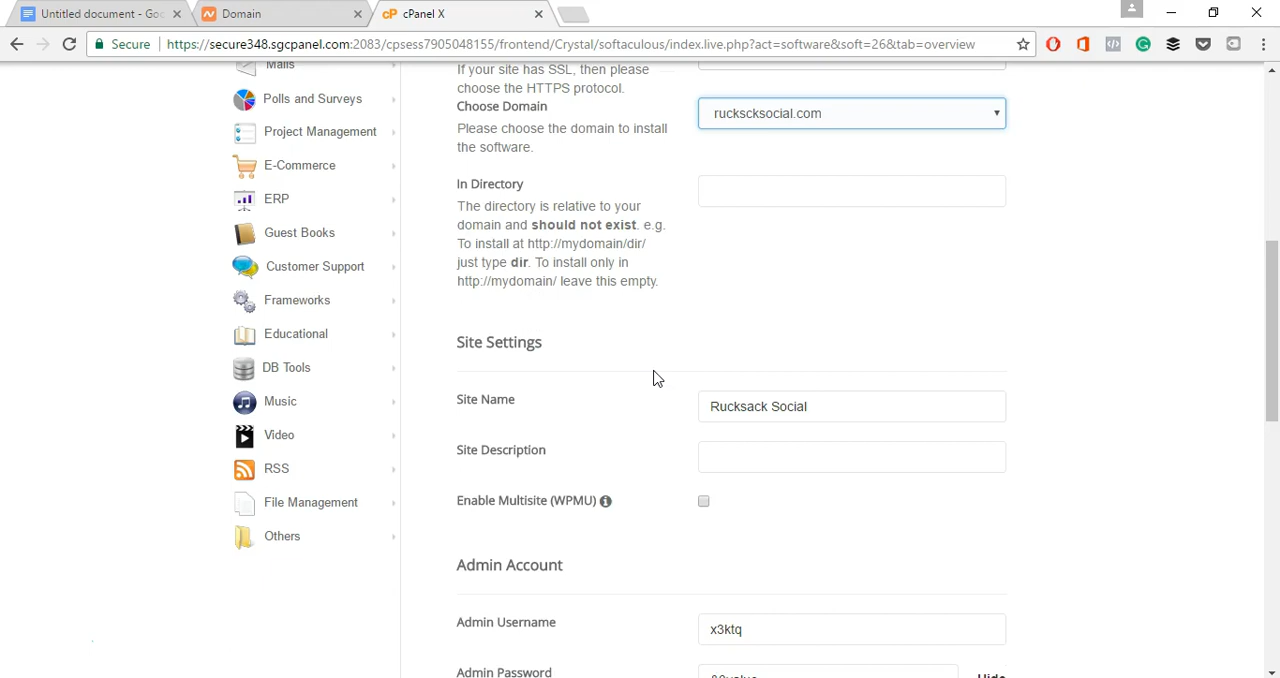 Untitled document - Goo
Domain
cPanel X
Secure
https://secure348.sgcpanel.com:2083/cpsess7905048155/frontend/Crystal/softaculous/index.live.php?act=software&soft=26&tab=overview
Mails
Polls and Surveys
Project Management
E-Commerce
ERP
Guest Books
Customer Support
Frameworks
Educational
DB Tools
Music
Video
RSS
File Management
Others
If your site has SSL, then please
choose the HTTPS protocol.
Choose Domain
ruckscksocial.com
Please choose the domain to install
the software.
In Directory
The directory is relative to your
domain and should not exist. e.g.
To install at http://mydomain/dir/
just type dir. To install only in
http://mydomain/ leave this empty.
Site Settings
Site Name
Rucksack Social
Site Description
Enable Multisite (WPMU)
Admin Account
Admin Username
x3ktq
Admin Password
Hide